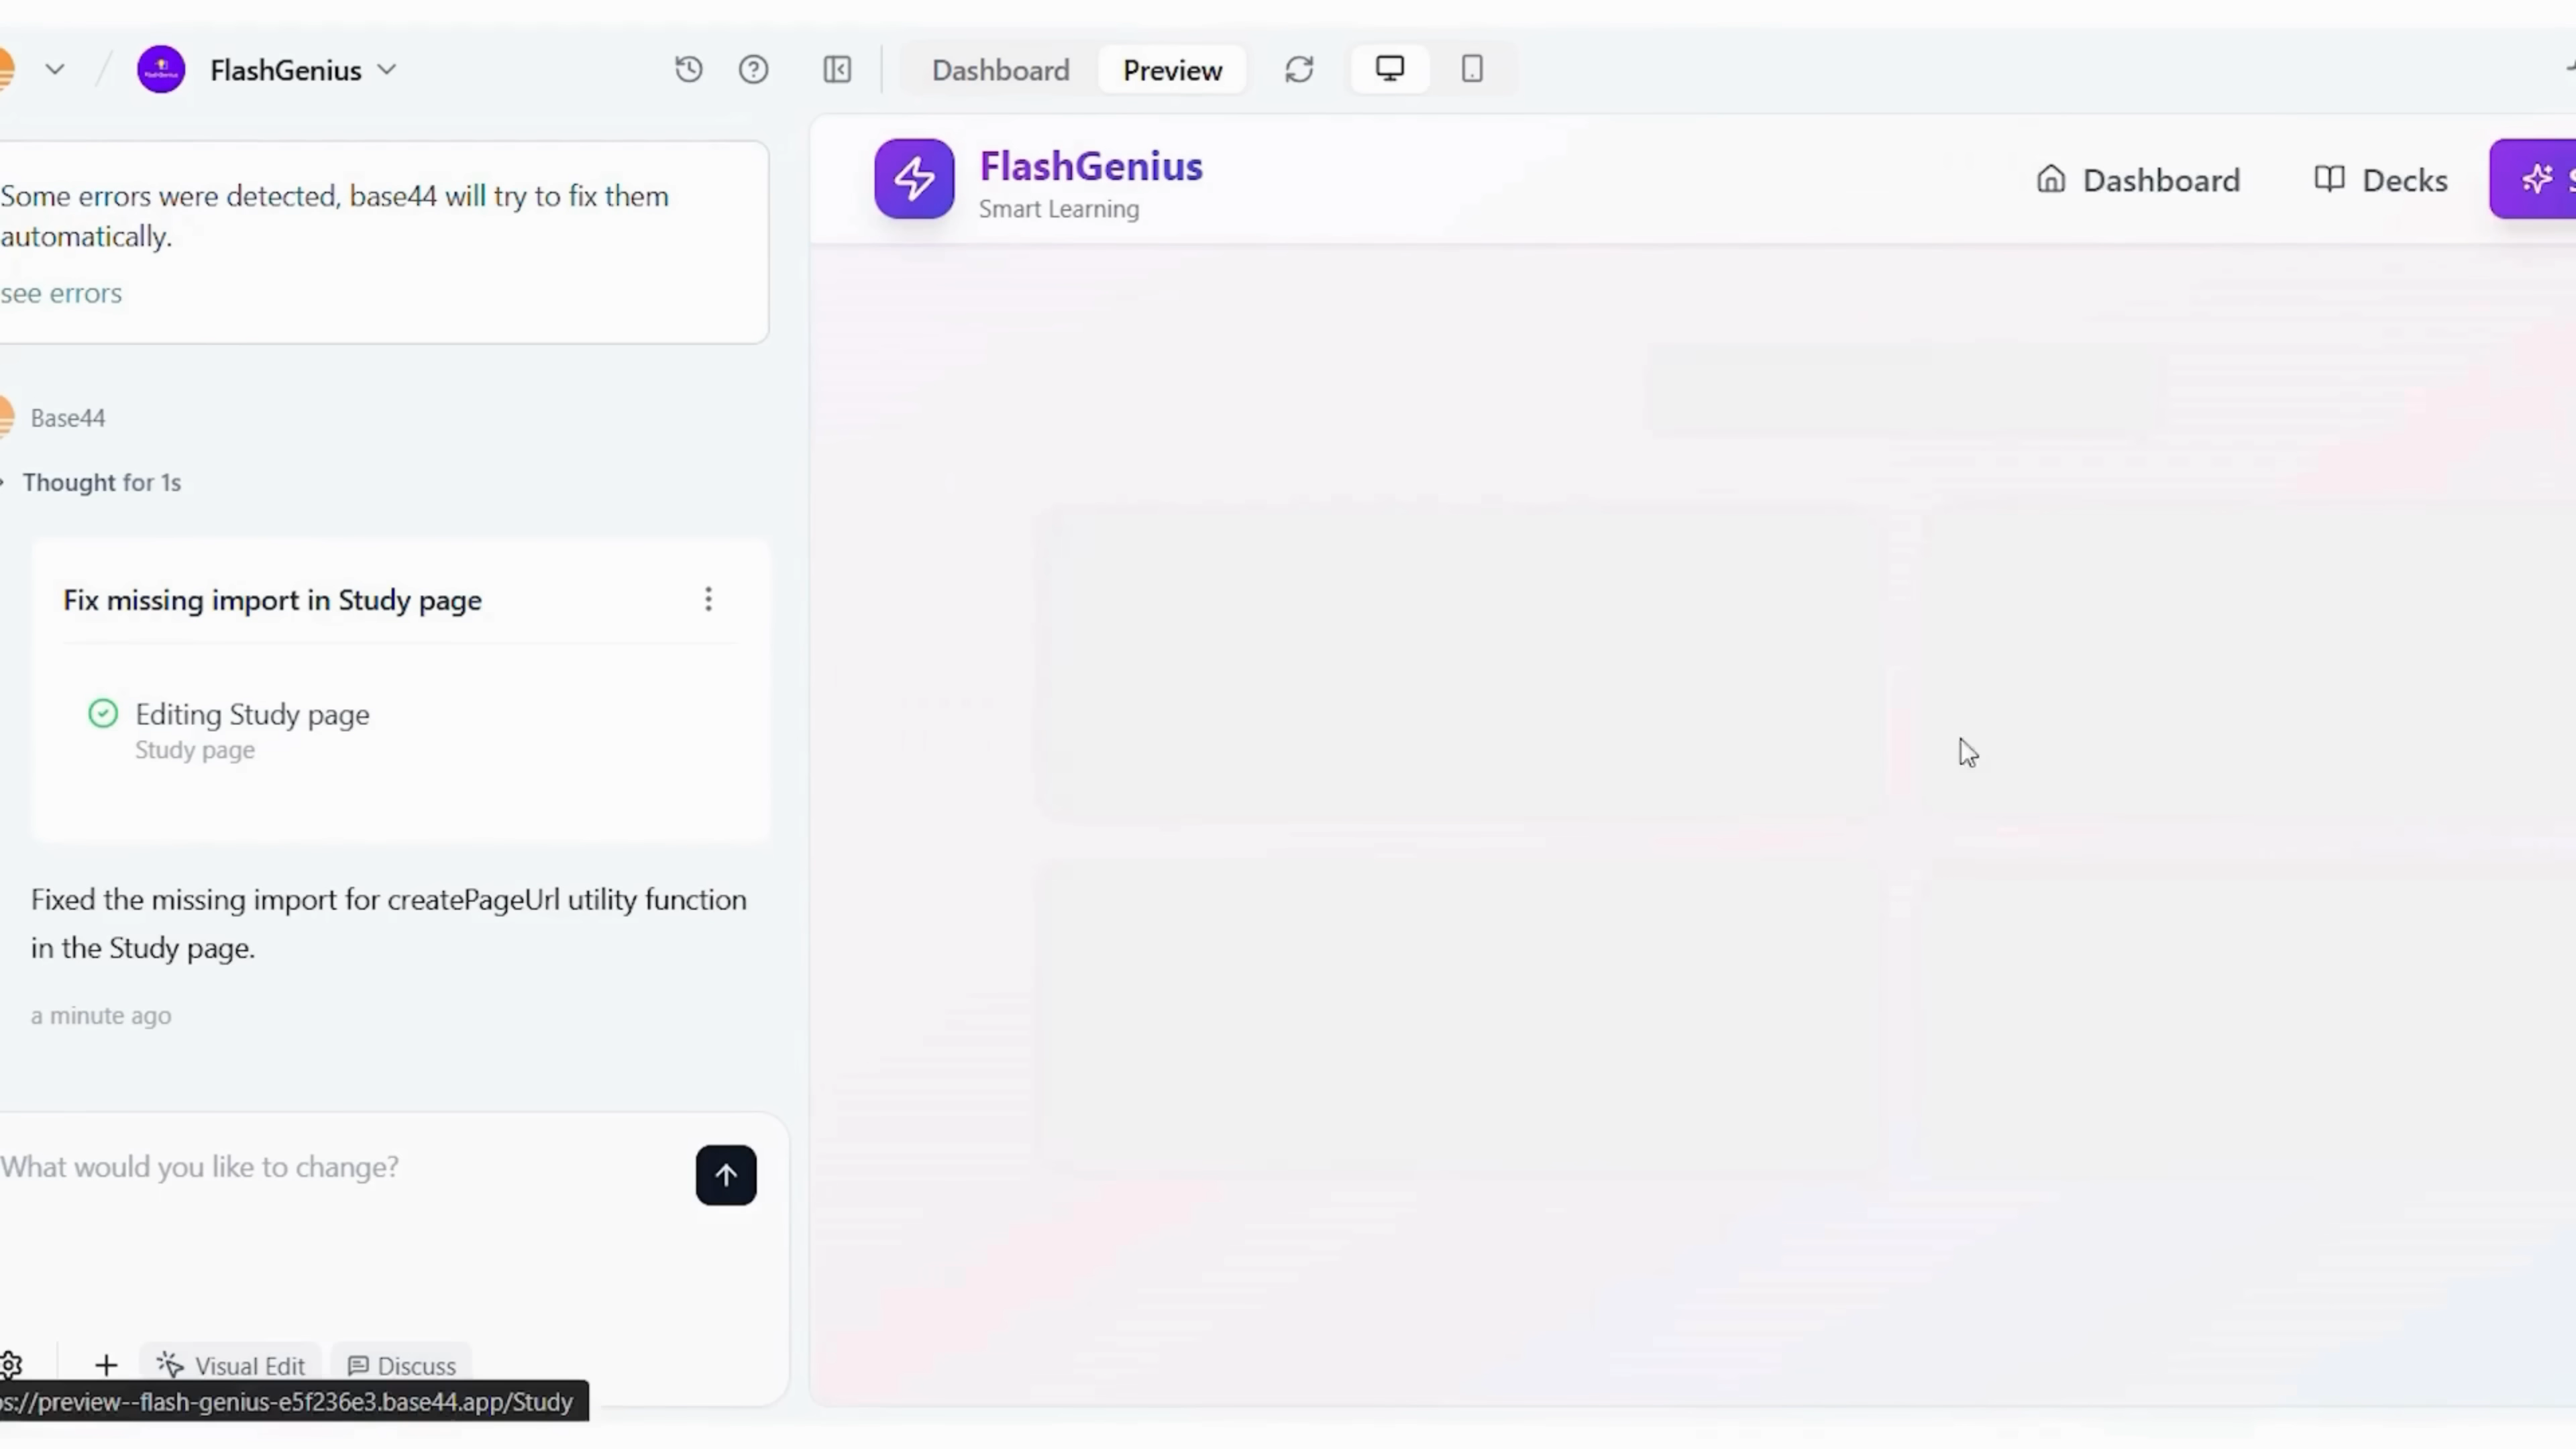 FlashGenius
Dashboard
Preview
Some errors were detected, base44 will try to fix them
automatically.
see errors
Base44
Thought for 1s
Fix missing import in Study page
Editing Study page
Study page
Fixed the missing import for createPageUrl utility function
in the Study page.
a minute ago
What would you like to change?
Visual Edit
Discuss
s://preview--flash-genius-e5f236e3.base44.app/Study
FlashGenius
Smart Learning
Dashboard
Decks